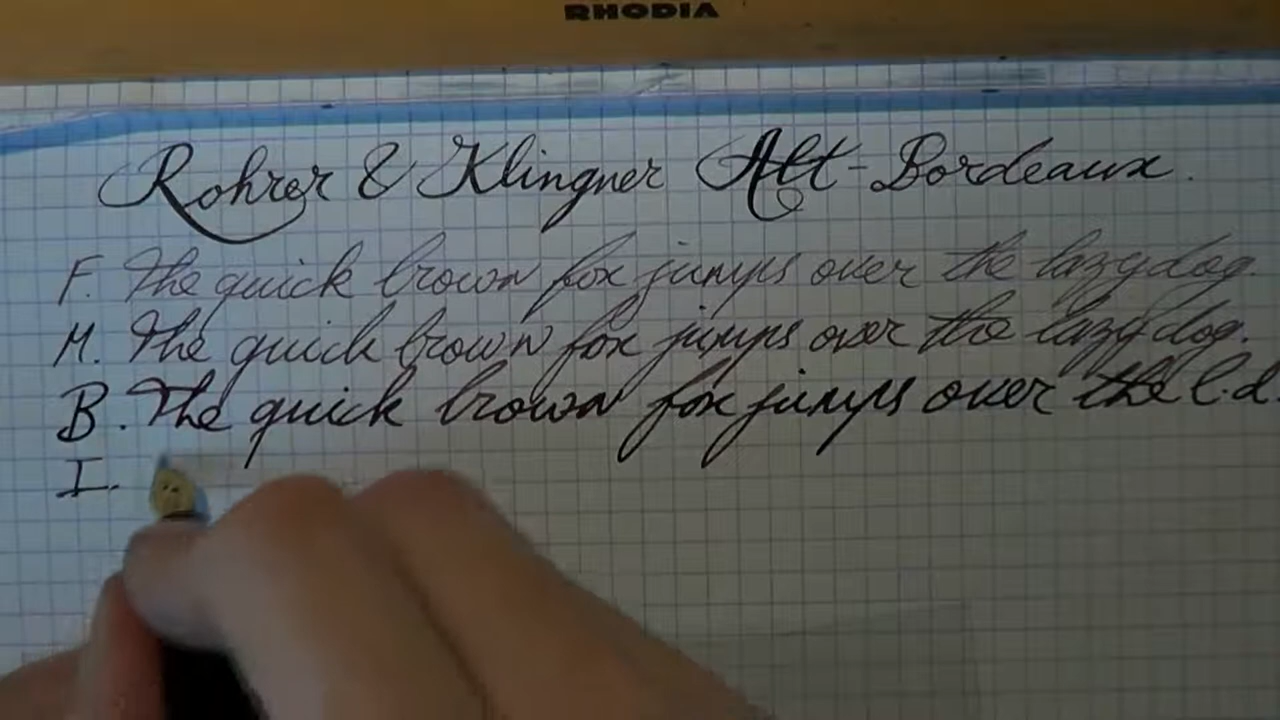 RHODIA
Rohrer & Klingner Alt-Bordeaux.
F. The quick brown fox jumps over the lazy dog.
M. The quick brown fox jumps over the lazy dog.
B. The quick brown fox jumps over the l.d.
I.